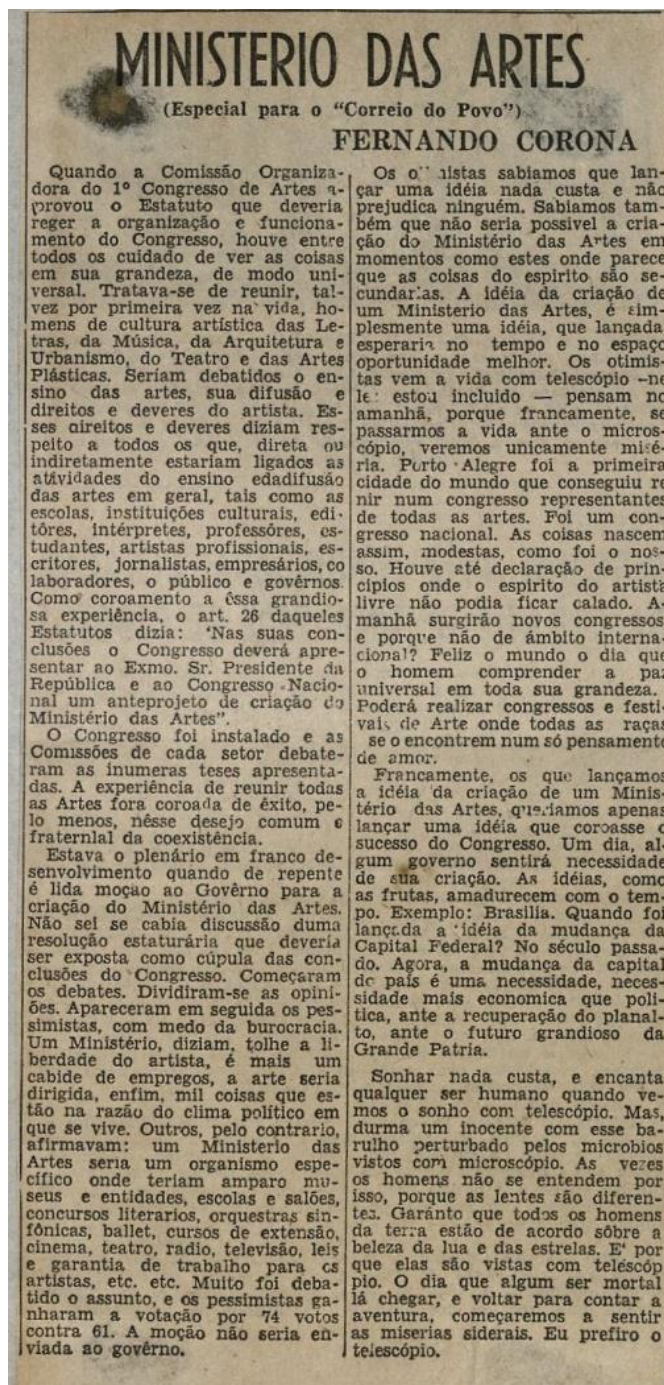 MINISTERIO DAS ARTES
(Especial para o "Correio do Povo")
FERNANDO CORONA
Quando a Comissão Organiza-
dora do 1º Congresso de Artes a-
provou o Estatuto que deveria
reger a organização e funciona-
mento do Congresso, houve entre
todos os cuidado de ver as coisas
em sua grandeza, de modo uni-
versal. Tratava-se de reunir, tal-
vez por primeira vez na vida, ho-
mens de cultura artística das Le-
tras, da Música, da Arquitetura e
Urbanismo, do Teatro e das Artes
Plásticas. Seriam debatidos o en-
sino das artes, sua difusão e
direitos e deveres do artista. Es-
ses direitos e deveres diziam res-
peito a todos os que, direta ou
indiretamente estariam ligados as
atividades do ensino edadifusão
das artes em geral, tais como as
escolas, instituições culturais, edi-
tôres, intérpretes, professôres, es-
tudantes, artistas profissionais, es-
critores, jornalistas, empresários, co
laboradores, o público e govêrnos.
Como coroamento a êssa grandio-
sa experiência, o art. 26 daqueles
Estatutos dizia: 'Nas suas con-
clusões o Congresso deverá apre-
sentar ao Exmo. Sr. Presidente da
República e ao Congresso Nacio-
nal um anteprojeto de criação do
Ministério das Artes".
O Congresso foi instalado e as
Comissões de cada setor debate-
ram as inumeras teses apresenta-
das. A experiência de reunir todas
as Artes fora coroada de êxito, pe-
lo menos, nêsse desejo comum e
fraternlal da coexistência.
Estava o plenário em franco de-
senvolvimento quando de repente
é lida moção ao Govêrno para a
criação do Ministério das Artes.
Não sei se cabia discussão duma
resolução estaturária que deveria
ser exposta como cúpula das con-
clusões do Congresso. Começaram
os debates. Dividiram-se as opini-
ões. Apareceram em seguida os pes-
simistas, com medo da burocracia.
Um Ministério, diziam, tolhe a li-
berdade do artista, é mais um
cabide de empregos, a arte seria
dirigida, enfim, mil coisas que es-
tão na razão do clima político em
que se vive. Outros, pelo contrario,
afirmavam: um Ministerio das
Artes seria um organismo espe-
cífico onde teriam amparo mu-
seus e entidades, escolas e salões,
concursos literarios, orquestras sin-
fônicas, ballet, cursos de extensão,
cinema, teatro, radio, televisão, leis
e garantia de trabalho para os
artistas, etc. etc. Muito foi deba-
tido o assunto, e os pessimistas ga-
nharam a votação por 74 votos
contra 61. A moção não seria en-
viada ao govêrno.
Os sabiamos que lan-
çar uma idéia nada custa e não
prejudica ninguém. Sabiamos tam-
bém que não seria possivel a cria-
ção do Ministério das Artes em
momentos como estes onde parece
que as coisas do espirito são se-
cundarias. A idéia da criação de
um Ministerio das Artes, é sim-
plesmente uma idéia, que lançada
esperaria no tempo e no espaço
oportunidade melhor. Os otimis-
tas vem a vida com telescópio —ne
le estou incluido — pensam no
amanhã, porque francamente, se
passarmos a vida ante o micros-
cópio, veremos unicamente misé-
ria. Porto Alegre foi a primeira
cidade do mundo que conseguiu re
nir num congresso representantes
de todas as artes. Foi um con-
gresso nacional. As coisas nascem
assim, modestas, como foi o nos-
so. Houve até declaração de prin-
cipios onde o espirito do artista
livre não podia ficar calado. A-
manhã surgirão novos congressos
e porque não de âmbito interna-
cional? Feliz o mundo o dia que
o homem comprender a paz
universal em toda sua grandeza.
Poderá realizar congressos e festi-
vais de Arte onde todas as raças
se o encontrem num só pensamento
de amor.
Francamente, os que lançamos
a idéia da criação de um Minis-
tério das Artes, queriamos apenas
lançar uma idéia que coroasse o
sucesso do Congresso. Um dia, al-
gum governo sentirá necessidade
de sua criação. As idéias, como
as frutas, amadurecem com o tem-
po. Exemplo: Brasilia. Quando foi
lançada a idéia da mudança da
Capital Federal? No século passa-
do. Agora, a mudança da capital
do país é uma necessidade, neces-
sidade mais economica que poli-
tica, ante a recuperação do planal-
to, ante o futuro grandioso da
Grande Patria.
Sonhar nada custa, e encanta
qualquer ser humano quando ve-
mos o sonho com telescópio. Mas,
durma um inocente com esse ba-
rulho perturbado pelos microbios
vistos com microscópio. As vezes
os homens não se entendem por
isso, porque as lentes são diferen-
tes. Garanto que todos os homens
da terra estão de acordo sôbre a
beleza da lua e das estrelas. E' por
que elas são vistas com teléscóp
pio. O dia que algum ser mortal
lá chegar, e voltar para contar a
aventura, começaremos a sentir
as miserias siderais. Eu prefiro o
telescópio.